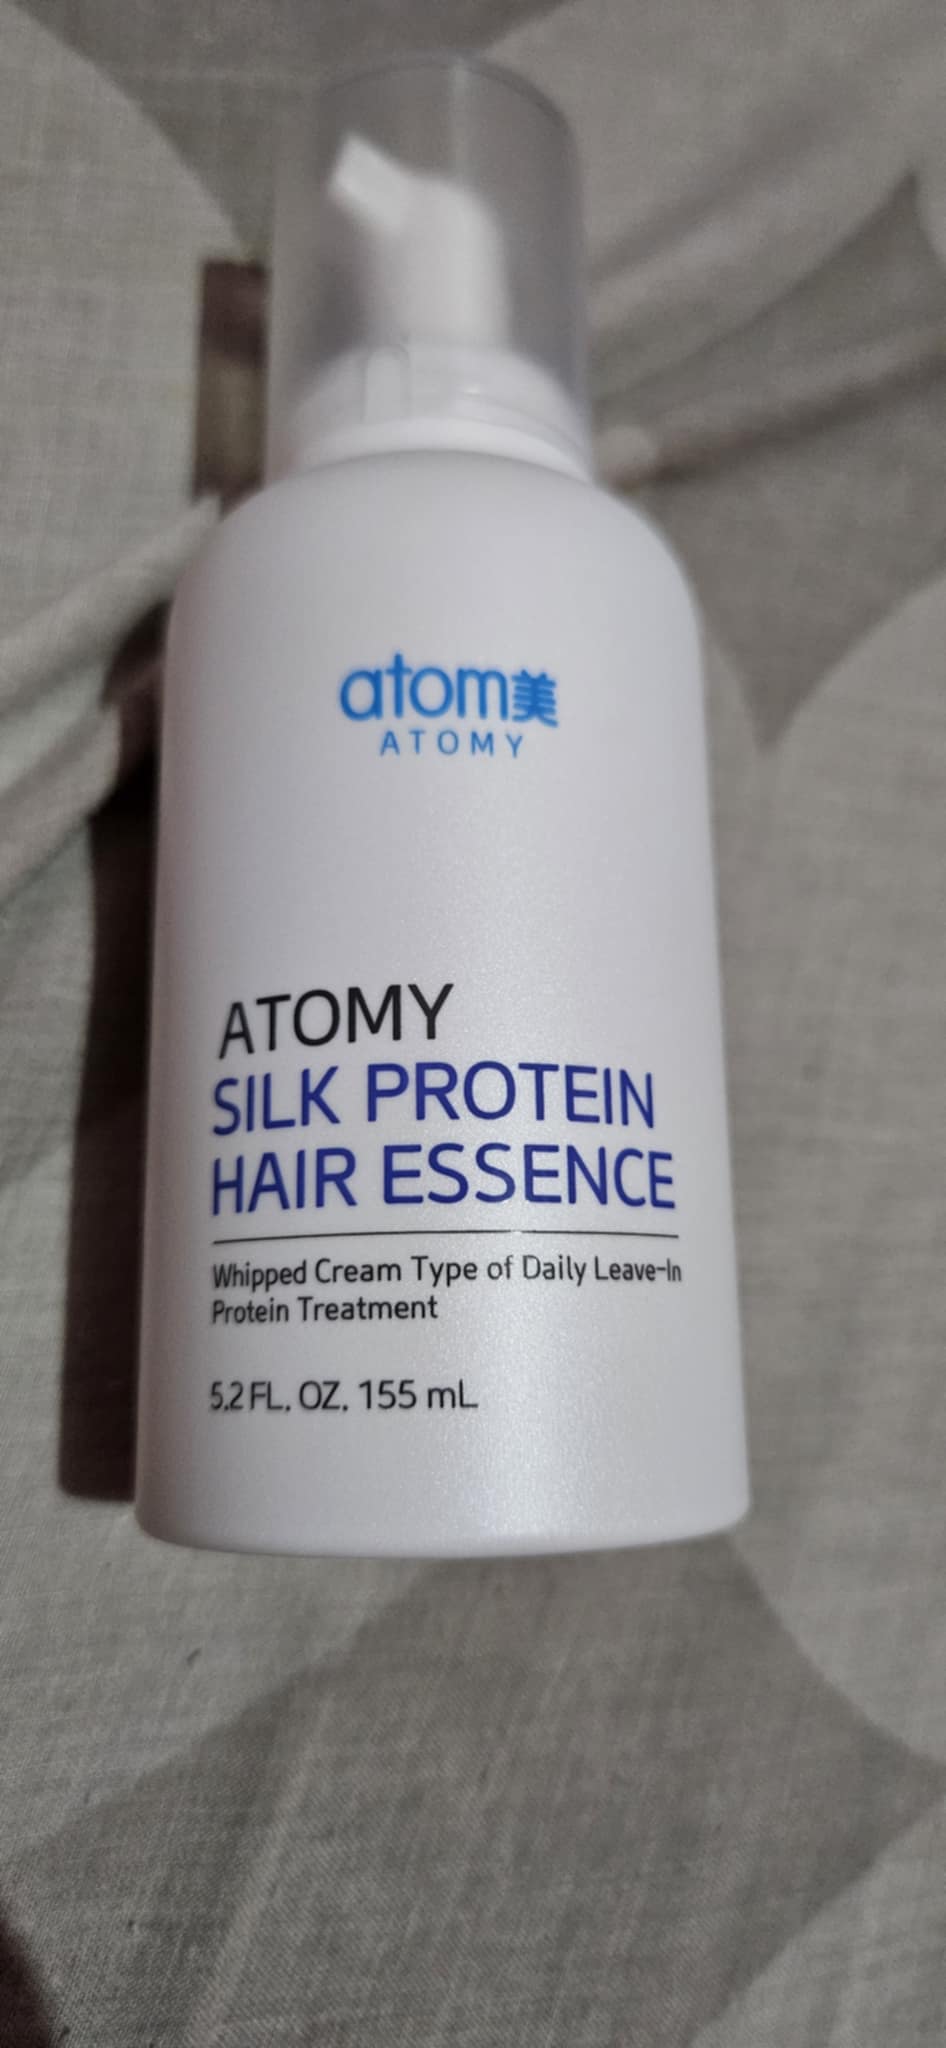 atom美
ATOMY
ATOMY
SILK PROTEIN
HAIR ESSENCE
Whipped Cream Type of Daily Leave-In
Protein Treatment
5.2 FL. OZ. 155 mL